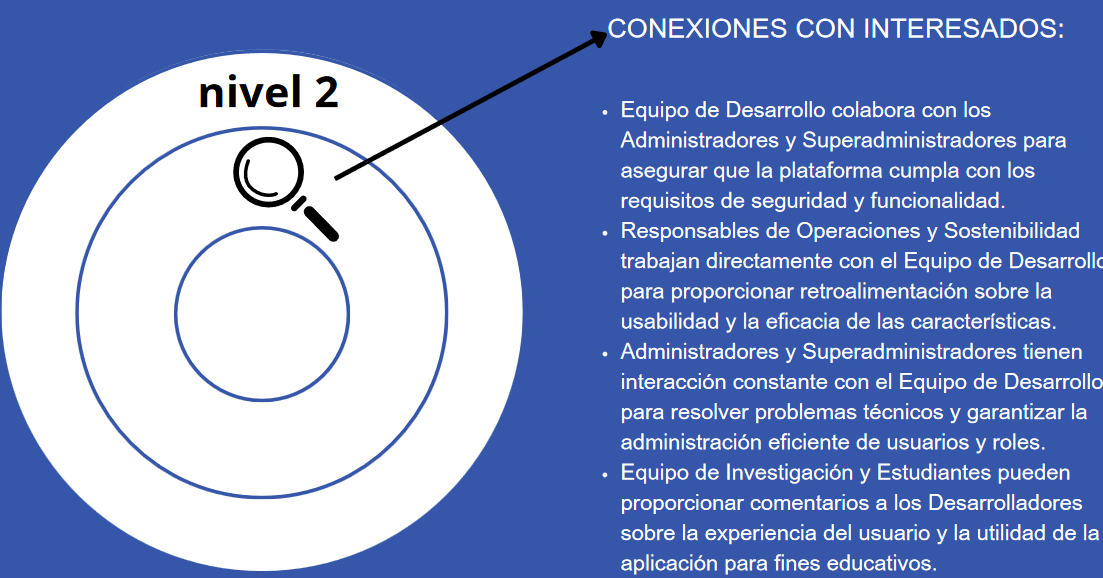 CONEXIONES CON INTERESADOS:
nivel 2
• Equipo de Desarrollo colabora con los
Administradores y Superadministradores para
asegurar que la plataforma cumpla con los
requisitos de seguridad y funcionalidad.
• Responsables de Operaciones y Sostenibilidad
trabajan directamente con el Equipo de Desarrollo
para proporcionar retroalimentación sobre la
usabilidad y la eficacia de las características.
• Administradores y Superadministradores tienen
interacción constante con el Equipo de Desarrollo
para resolver problemas técnicos y garantizar la
administración eficiente de usuarios y roles.
• Equipo de Investigación y Estudiantes pueden
proporcionar comentarios a los Desarrolladores
sobre la experiencia del usuario y la utilidad de la
aplicación para fines educativos.